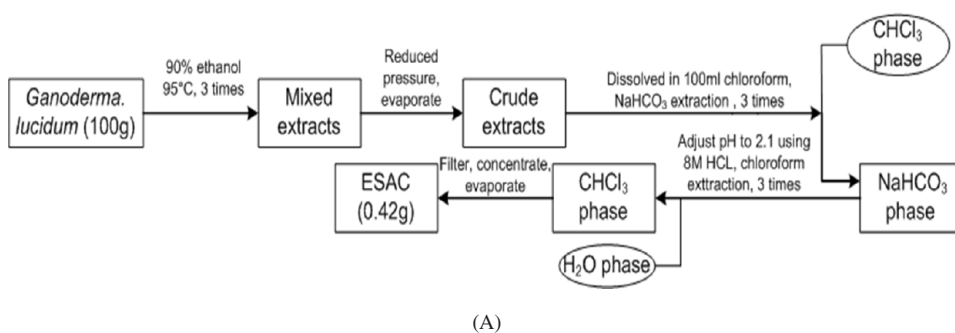 Ganoderma.
lucidum (100g)
90% ethanol
95°C, 3 times
Mixed
extracts
Reduced
pressure,
evaporate
Crude
extracts
Dissolved in 100ml chloroform,
NaHCO₃ extraction , 3 times
CHCl₃
phase
NaHCO₃
phase
Adjust pH to 2.1 using
8M HCL, chloroform
exttraction, 3 times
H₂O phase
CHCl₃
phase
Filter, concentrate,
evaporate
ESAC
(0.42g)
(A)